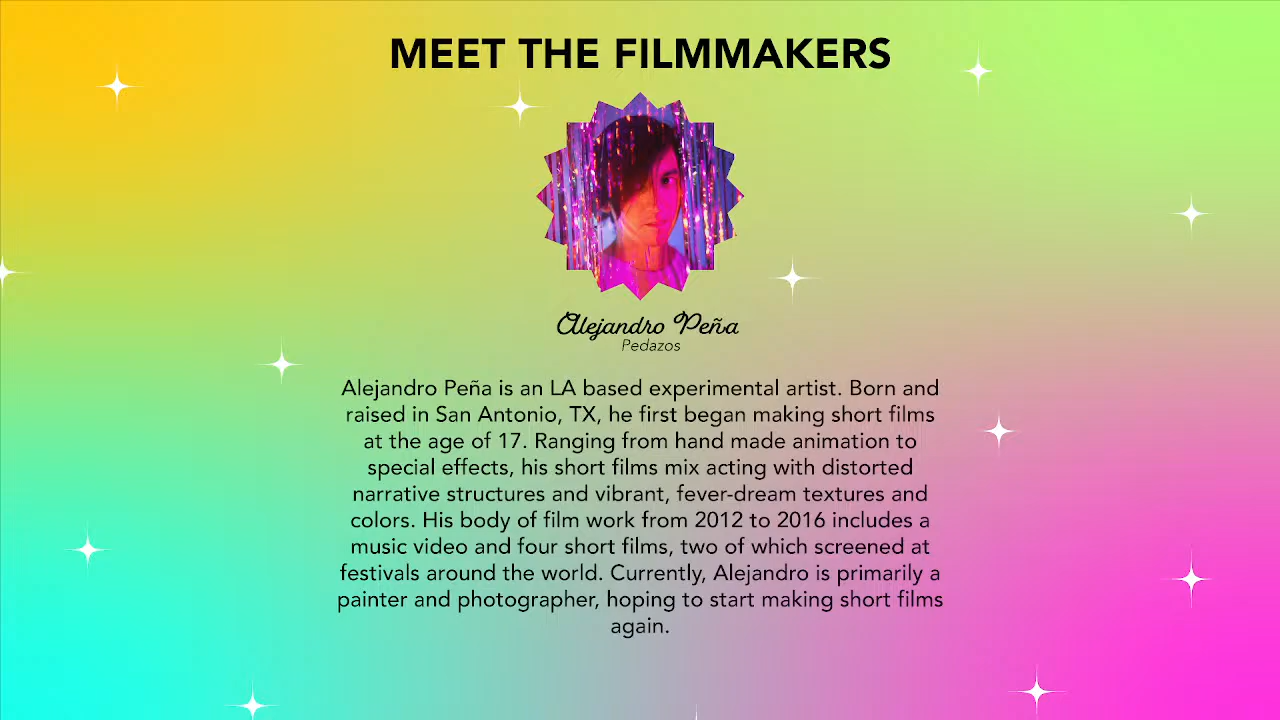 MEET THE FILMMAKERS
Alejandro Peña
Pedazos
Alejandro Peña is an LA based experimental artist. Born and
raised in San Antonio, TX, he first began making short films
at the age of 17. Ranging from hand made animation to
special effects, his short films mix acting with distorted
narrative structures and vibrant, fever-dream textures and
colors. His body of film work from 2012 to 2016 includes a
music video and four short films, two of which screened at
festivals around the world. Currently, Alejandro is primarily a
painter and photographer, hoping to start making short films
again.